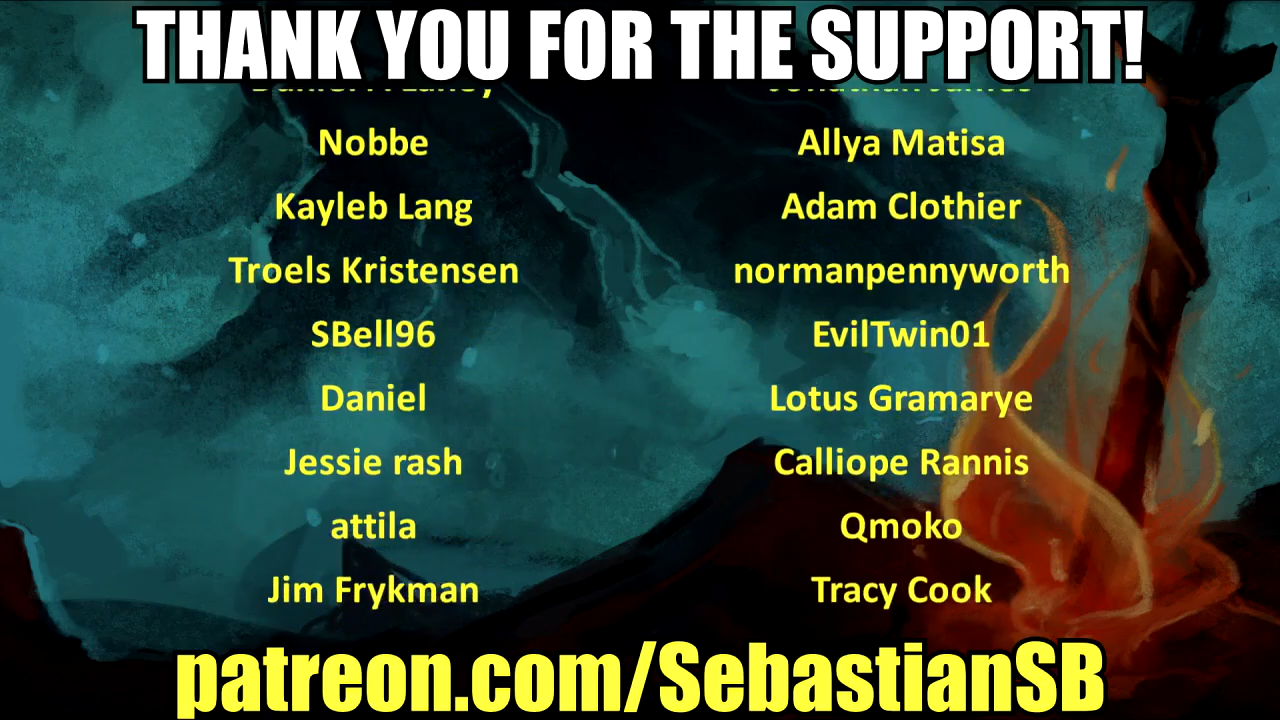 THANK YOU FOR THE SUPPORT!
Nobbe
Allya Matisa
Kayleb Lang
Adam Clothier
Troels Kristensen
normanpennyworth
SBell96
EvilTwin01
Daniel
Lotus Gramarye
Jessie rash
Calliope Rannis
attila
Qmoko
Jim Frykman
Tracy Cook
patreon.com/SebastianSB